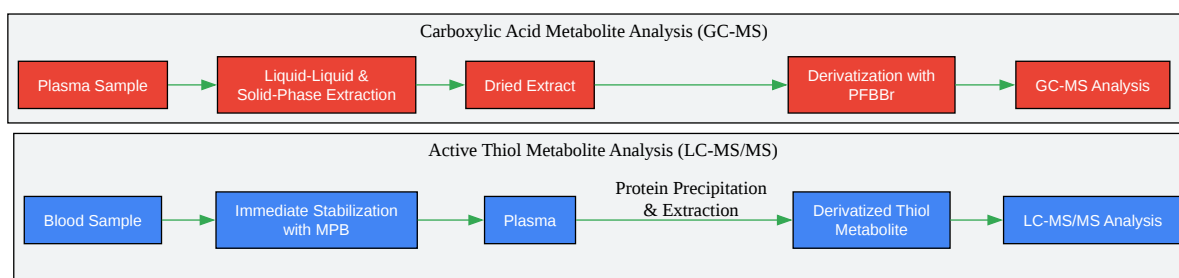 Carboxylic Acid Metabolite Analysis (GC-MS)
Plasma Sample
Liquid-Liquid &
Solid-Phase Extraction
Dried Extract
Derivatization with
PFBBr
GC-MS Analysis
Active Thiol Metabolite Analysis (LC-MS/MS)
Blood Sample
Immediate Stabilization
with MPB
Plasma
Protein Precipitation
& Extraction
Derivatized Thiol
Metabolite
LC-MS/MS Analysis